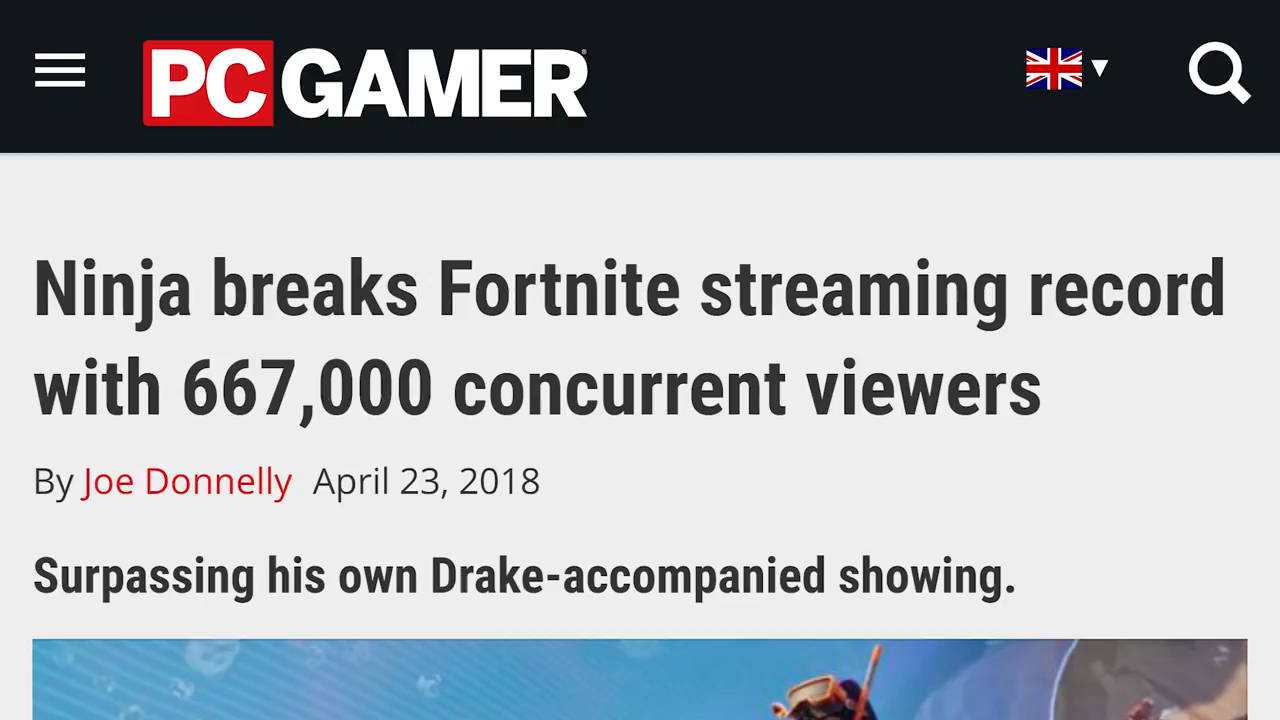 PC GAMER
Ninja breaks Fortnite streaming record
with 667,000 concurrent viewers
By Joe Donnelly April 23, 2018
Surpassing his own Drake-accompanied showing.